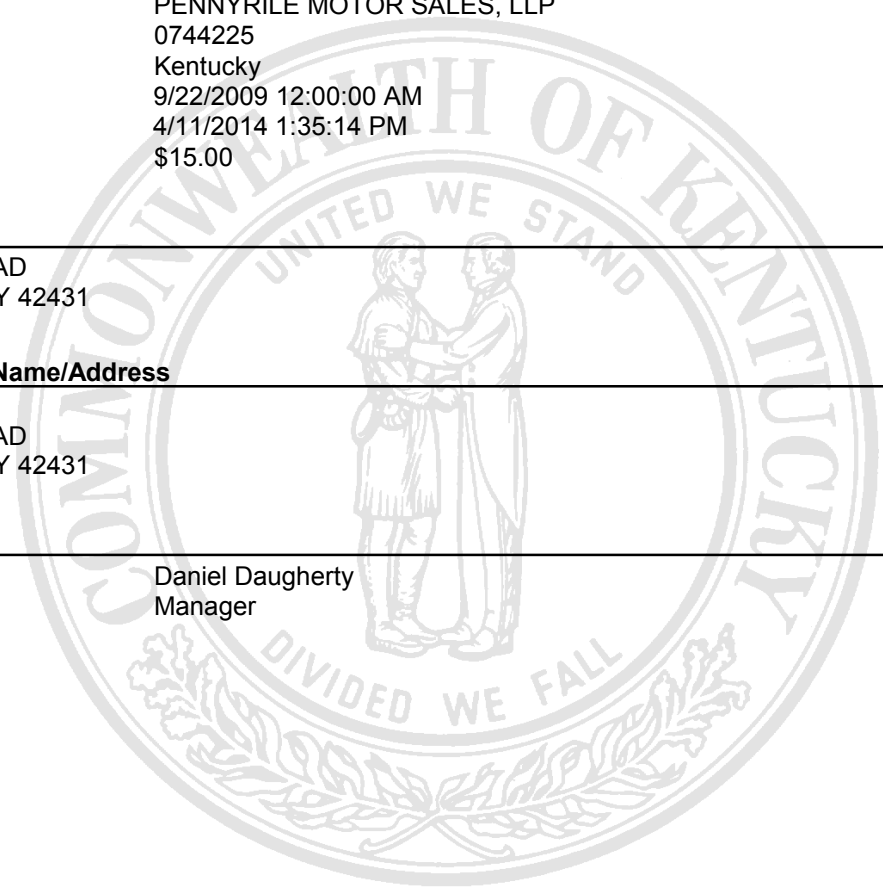 PENNYRILE MOTOR SALES, LLP
0744225
Kentucky
9/22/2009 12:00:00 AM
4/11/2014 1:35:14 PM
$15.00
AD
Y 42431
Name/Address
AD
Y 42431
Daniel Daugherty
Manager
COMMONWEALTH OF KENTUCKY
UNITED WE STAND
DIVIDED WE FALL